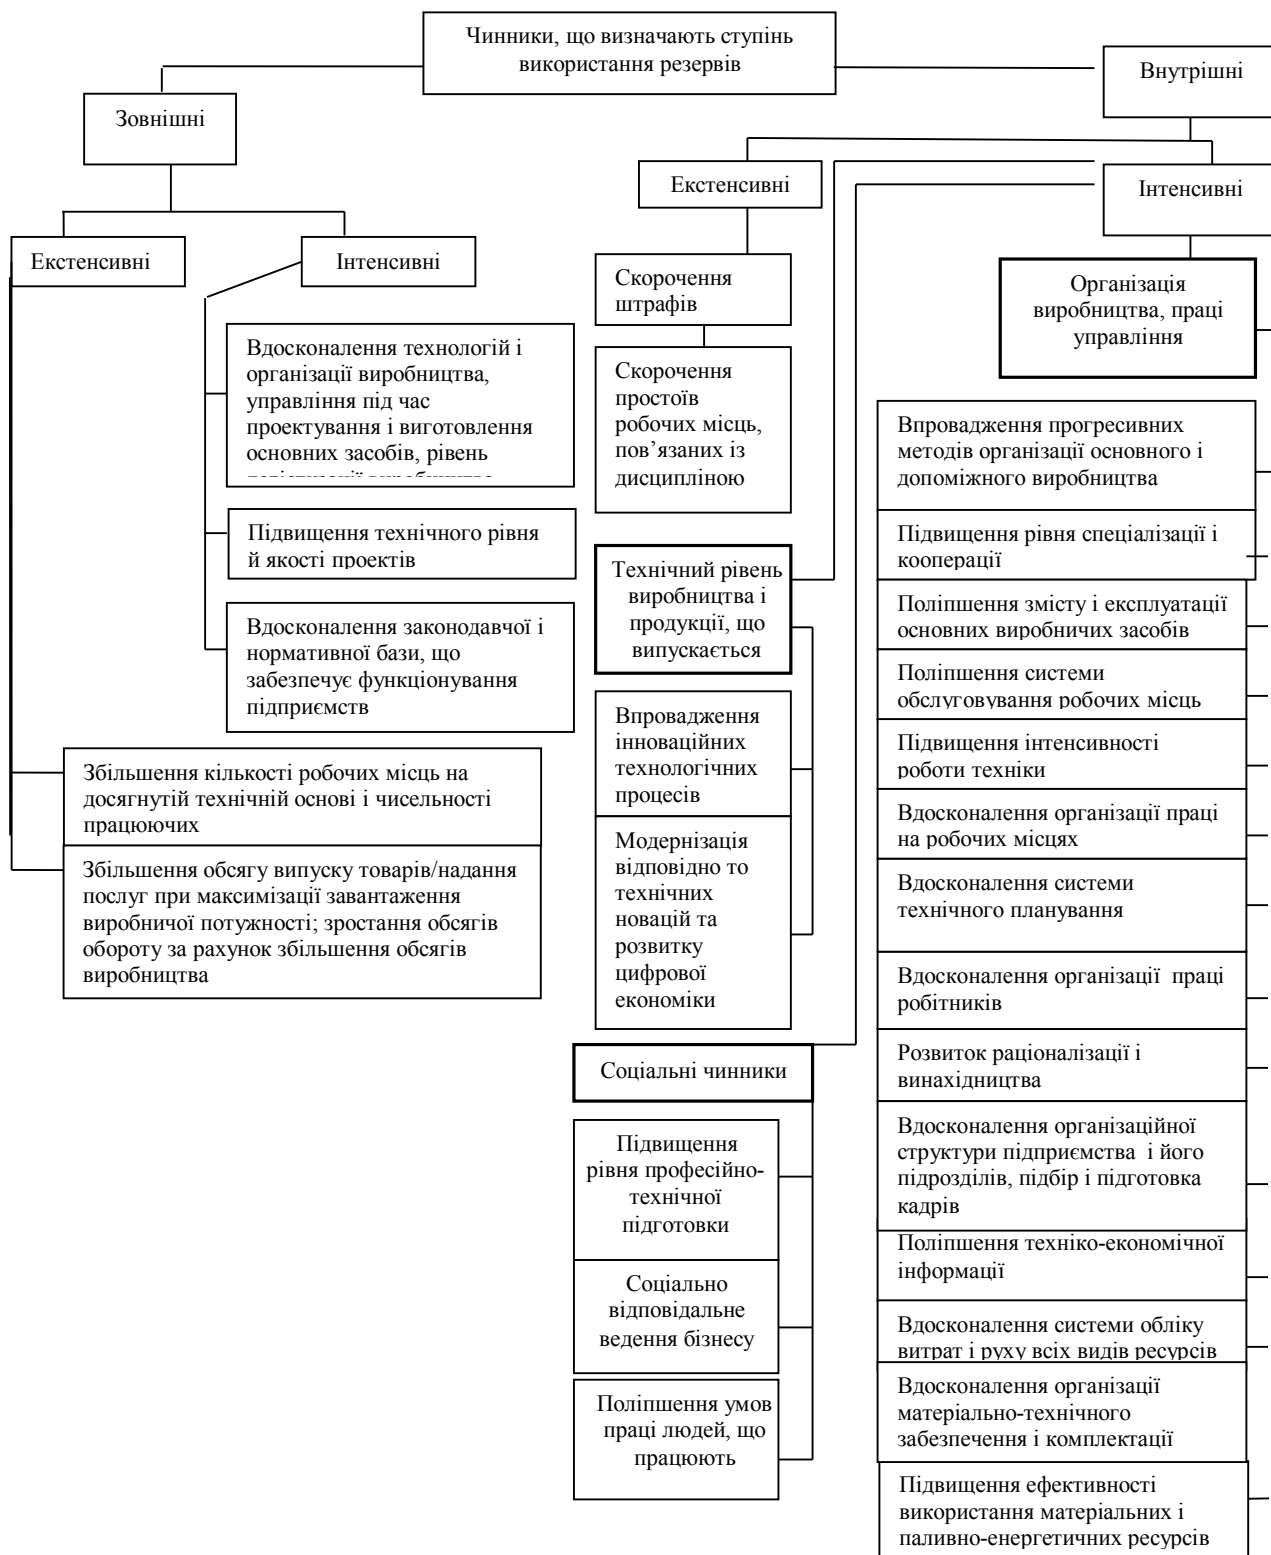 Чинники, що визначають ступінь
використання резервів
Внутрішні
Зовнішні
Екстенсивні
Інтенсивні
Екстенсивні
Інтенсивні
Вдосконалення технологій і
організації виробництва,
управління під час
проектування і виготовлення
основних засобів, рівень
Підвищення технічного рівня
й якості проектів
Вдосконалення законодавчої і
нормативної бази, що
забезпечує функціонування
підприємств
Збільшення кількості робочих місць на
досягнутій технічній основі і чисельності
працюючих
Збільшення обсягу випуску товарів/надання
послуг при максимізації завантаження
виробничої потужності; зростання обсягів
обороту за рахунок збільшення обсягів
виробництва
Скорочення
штрафів
Скорочення
простоїв
робочих місць,
пов’язаних із
дисципліною
Технічний рівень
виробництва і
продукції, що
випускається
Впровадження
інноваційних
технологічних
процесів
Модернізація
відповідно то
технічних
новацій та
розвитку
цифрової
економіки
Соціальні чинники
Підвищення
рівня професійно-
технічної
підготовки
Соціально
відповідальне
ведення бізнесу
Поліпшення умов
праці людей, що
працюють
Організація
виробництва, праці
управління
Впровадження прогресивних
методів організації основного і
допоміжного виробництва
Підвищення рівня спеціалізації і
кооперації
Поліпшення змісту і експлуатації
основних виробничих засобів
Поліпшення системи
обслуговування робочих місць
Підвищення інтенсивності
роботи техніки
Вдосконалення організації праці
на робочих місцях
Вдосконалення системи
технічного планування
Вдосконалення організації  праці
робітників
Розвиток раціоналізації і
винахідництва
Вдосконалення організаційної
структури підприємства  і його
підрозділів, підбір і підготовка
кадрів
Поліпшення техніко-економічної
інформації
Вдосконалення системи обліку
витрат і руху всіх видів ресурсів
Вдосконалення організації
матеріально-технічного
забезпечення і комплектації
Підвищення ефективності
використання матеріальних і
паливно-енергетичних ресурсів